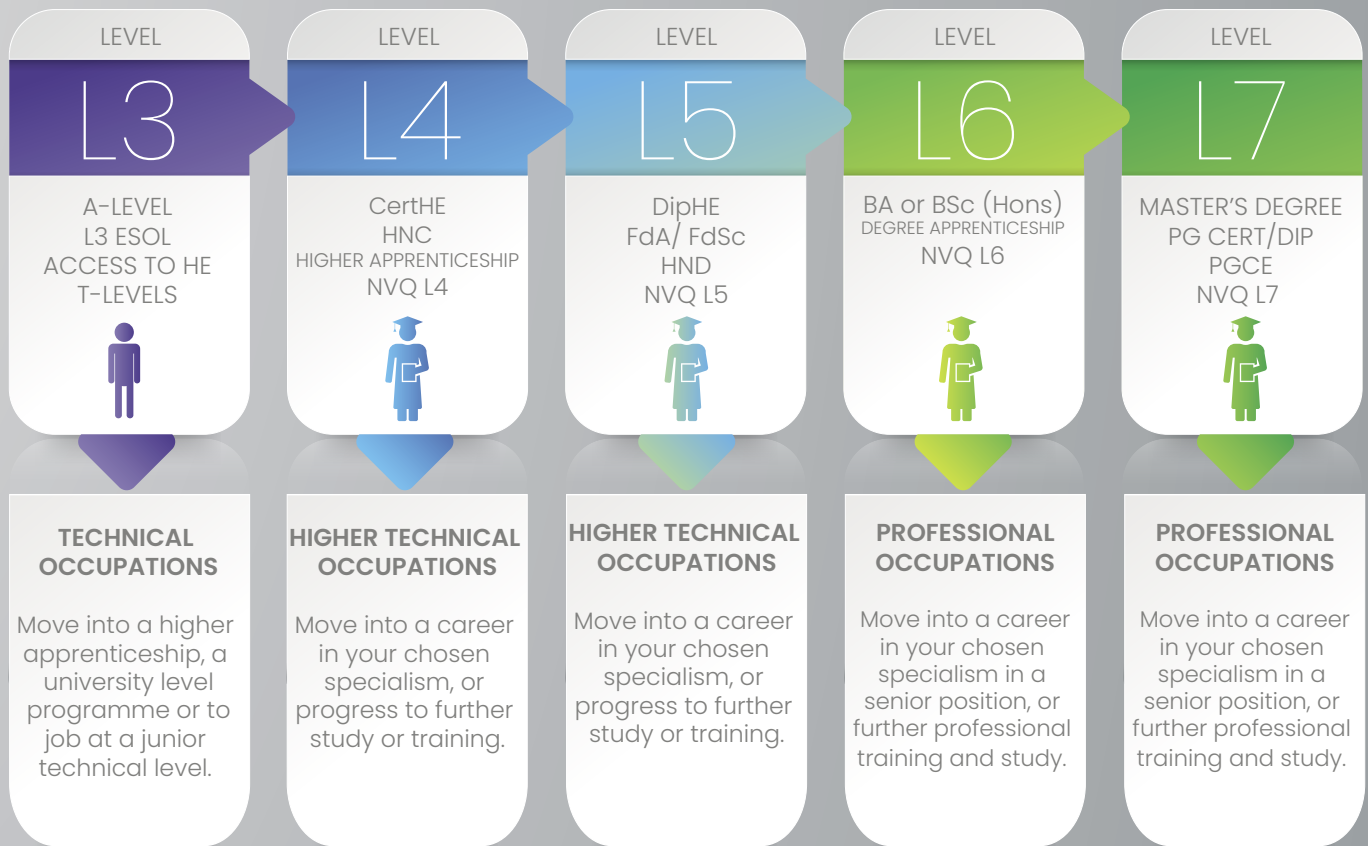 LEVEL
L3
A-LEVEL
L3 ESOL
ACCESS TO HE
T-LEVELS
TECHNICAL
OCCUPATIONS
Move into a higher
apprenticeship, a
university level
programme or to
job at a junior
technical level.
LEVEL
L4
CertHE
HNC
HIGHER APPRENTICESHIP
NVQ L4
HIGHER TECHNICAL
OCCUPATIONS
Move into a career
in your chosen
specialism, or
progress to further
study or training.
LEVEL
L5
DipHE
FdA/ FdSc
HND
NVQ L5
HIGHER TECHNICAL
OCCUPATIONS
Move into a career
in your chosen
specialism, or
progress to further
study or training.
LEVEL
L6
BA or BSc (Hons)
DEGREE APPRENTICESHIP
NVQ L6
PROFESSIONAL
OCCUPATIONS
Move into a career
in your chosen
specialism in a
senior position, or
further professional
training and study.
LEVEL
L7
MASTER'S DEGREE
PG CERT/DIP
PGCE
NVQ L7
PROFESSIONAL
OCCUPATIONS
Move into a career
in your chosen
specialism in a
senior position, or
further professional
training and study.